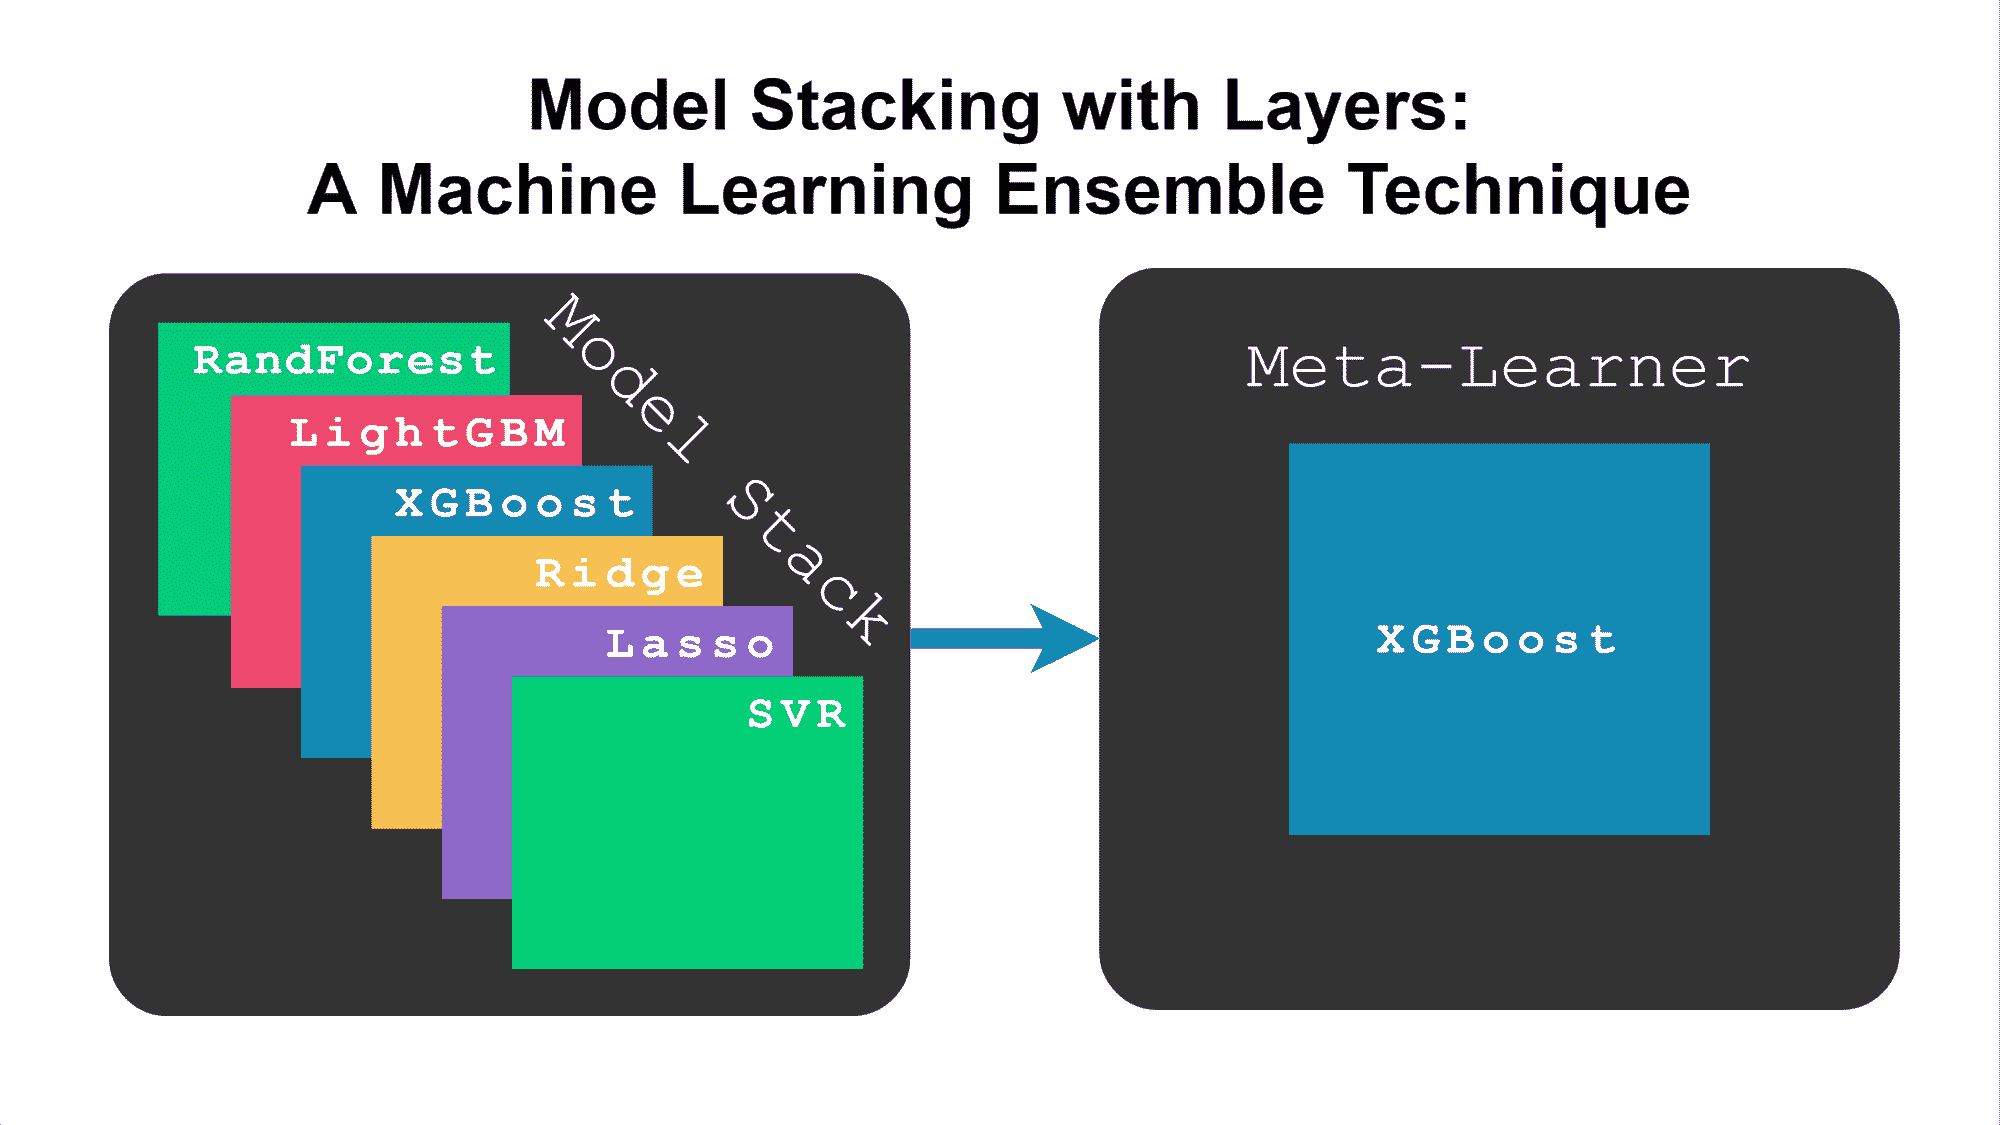 Model Stacking with Layers:
A Machine Learning Ensemble Technique
Model Stack
RandForest
LightGBM
XGBoost
Ridge
Lasso
SVR
Meta-Learner
XGBoost